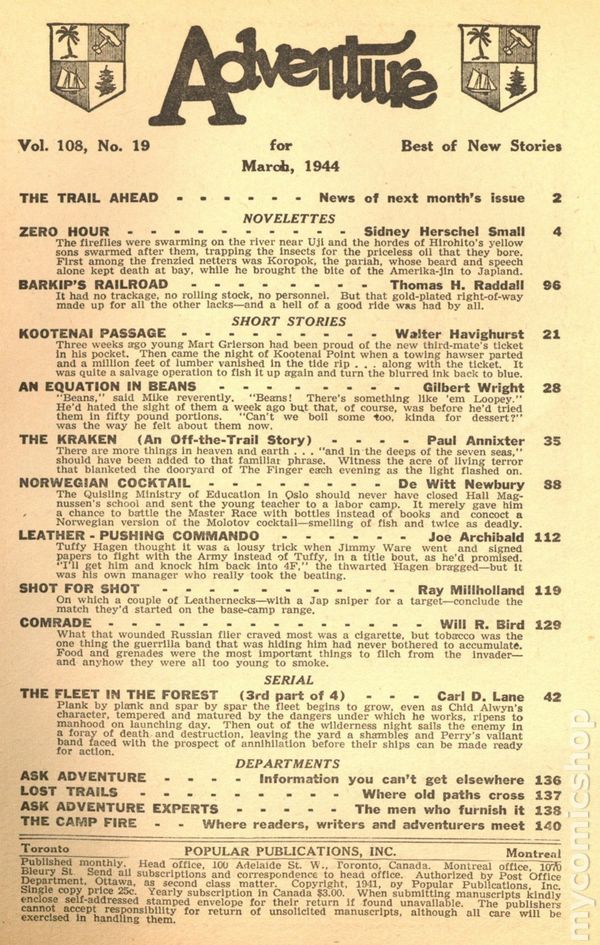 Adventure
Vol. 108, No. 19 for Best of New Stories
March, 1944
THE TRAIL AHEAD - - - - - - News of next month's issue 2
NOVELETTES
ZERO HOUR - - - - - - - - - - Sidney Herschel Small 4
The fireflies were swarming on the river near Uji and the hordes of Hirohito's yellow
sons swarmed after them, trapping the insects for the priceless oil that they bore.
First among the frenzied netters was Koropok, the pariah, whose beard and speech
alone kept death at bay, while he brought the bite of the Amerika-jin to Japland.
BARKIP'S RAILROAD - - - - - - - - Thomas H. Raddall 96
It had no trackage, no rolling stock, no personnel. But that gold-plated right-of-way
made up for all the other lacks—and a hell of a good ride was had by all.
SHORT STORIES
KOOTENAI PASSAGE - - - - - - - - Walter Havighurst 21
Three weeks ago young Mart Grierson had been proud of the new third-mate's ticket
in his pocket. Then came the night of Kootenai Point when a towing hawser parted
and a million feet of lumber vanished in the tide rip . . . along with the ticket. It
was quite a salvage operation to fish it up again and turn the blurred ink back to blue.
AN EQUATION IN BEANS - - - - - - - Gilbert Wright 28
"Beans," said Mike reverently. "Beans! There's something like 'em Loopey."
He'd hated the sight of them a week ago but that, of course, was before he'd tried
them in fifty pound portions. "Can't we boil some too, kinda for dessert?"
was the way he felt about them now.
THE KRAKEN (An Off-the-Trail Story) - - - - Paul Annixter 35
There are more things in heaven and earth . . . "and in the deeps of the seven seas,"
should have been added to that familiar phrase. Witness the acre of living terror
that blanketed the dooryard of The Finger each evening as the light flashed on.
NORWEGIAN COCKTAIL - - - - - - - De Witt Newbury 88
The Quisling Ministry of Education in Oslo should never have closed Hall Mag-
nussen's school and sent the young teacher to a labor camp. It merely gave him
a chance to battle the Master Race with bottles instead of books and concoct a
Norwegian version of the Molotov cocktail—smelling of fish and twice as deadly.
LEATHER - PUSHING COMMANDO - - - - - - Joe Archibald 112
Tuffy Hagen thought it was a lousy trick when Jimmy Ware went and signed
papers to fight with the Army instead of Tuffy, in a title bout, as he'd promised.
"I'll get him and knock him back into 4F," the thwarted Hagen bragged—but it
was his own manager who really took the beating.
SHOT FOR SHOT - - - - - - - - - - Ray Millholland 119
On which a couple of Leathernecks—with a Jap sniper for a target—conclude the
match they'd started on the base-camp range.
COMRADE - - - - - - - - - - - - - Will R. Bird 129
What that wounded Russian flier craved most was a cigarette, but tobacco was the
one thing the guerrilla band that was hiding him had never bothered to accumulate.
Food and grenades were the most important things to filch from the invader—
and anyhow they were all too young to smoke.
SERIAL
THE FLEET IN THE FOREST (3rd part of 4) - - - Carl D. Lane 42
Plank by plank and spar by spar the fleet begins to grow, even as Chid Alwyn's
character, tempered and matured by the dangers under which he works, ripens to
manhood on launching day. Then out of the wilderness night sails the enemy in
a foray of death and destruction, leaving the yard a shambles and Perry's valiant
band faced with the prospect of annihilation before their ships can be made ready
for action.
DEPARTMENTS
ASK ADVENTURE - - - - Information you can't get elsewhere 136
LOST TRAILS - - - - - - - - - Where old paths cross 137
ASK ADVENTURE EXPERTS - - - - - The men who furnish it 138
THE CAMP FIRE - - Where readers, writers and adventurers meet 140
Toronto POPULAR PUBLICATIONS, INC. Montreal
Published monthly. Head office, 100 Adelaide St. W., Toronto, Canada. Montreal office, 1070
Bleury St. Send all subscriptions and correspondence to head office. Authorized by Post Office
Department, Ottawa, as second class matter. Copyright, 1941, by Popular Publications, Inc.
Single copy price 25c. Yearly subscription in Canada $3.00. When submitting manuscripts kindly
enclose self-addressed stamped envelope for their return if found unavailable. The publishers
cannot accept responsibility for return of unsolicited manuscripts, although all care will be
exercised in handling them.
mycomicshop